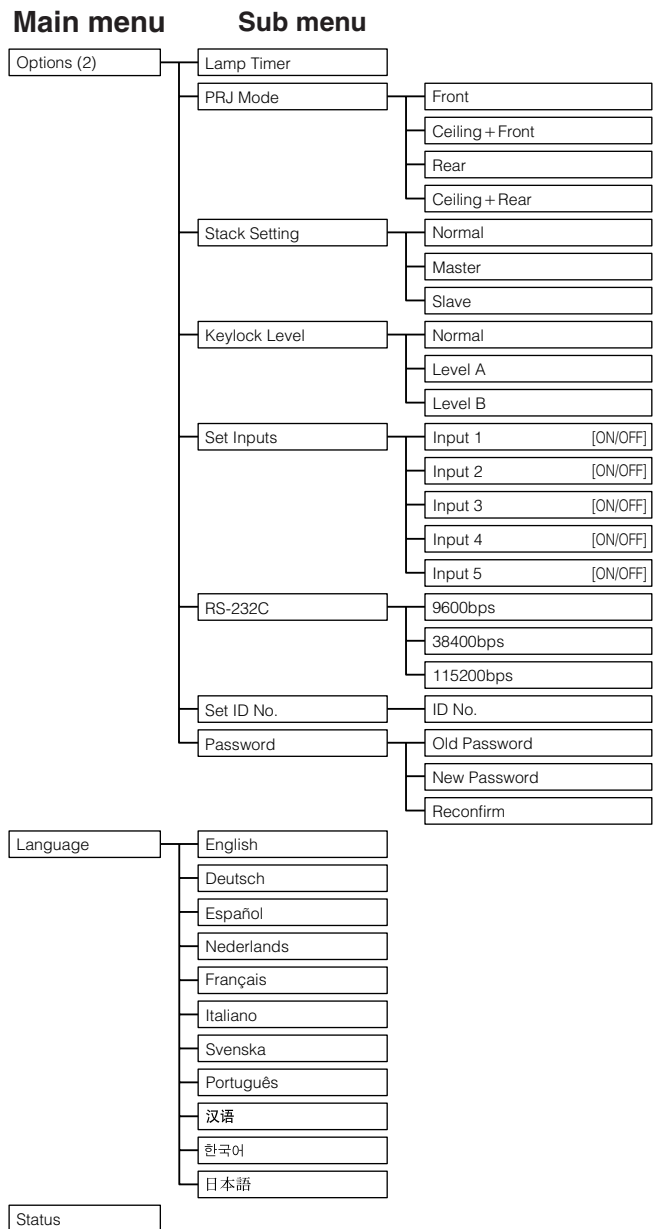 Main menu Sub menu
Options (2) Lamp Timer
PRJ Mode Front
Ceiling+Front
Rear
Ceiling+Rear
Stack Setting Normal
Master
Slave
Keylock Level Normal
Level A
Level B
Set Inputs Input 1 [ON/OFF]
Input 2 [ON/OFF]
Input 3 [ON/OFF]
Input 4 [ON/OFF]
Input 5 [ON/OFF]
RS-232C 9600bps
38400bps
115200bps
Set ID No. ID No.
Password Old Password
New Password
Reconfirm
Language English
Deutsch
Español
Nederlands
Français
Italiano
Svenska
Português
汉语
한국어
日本語
Status